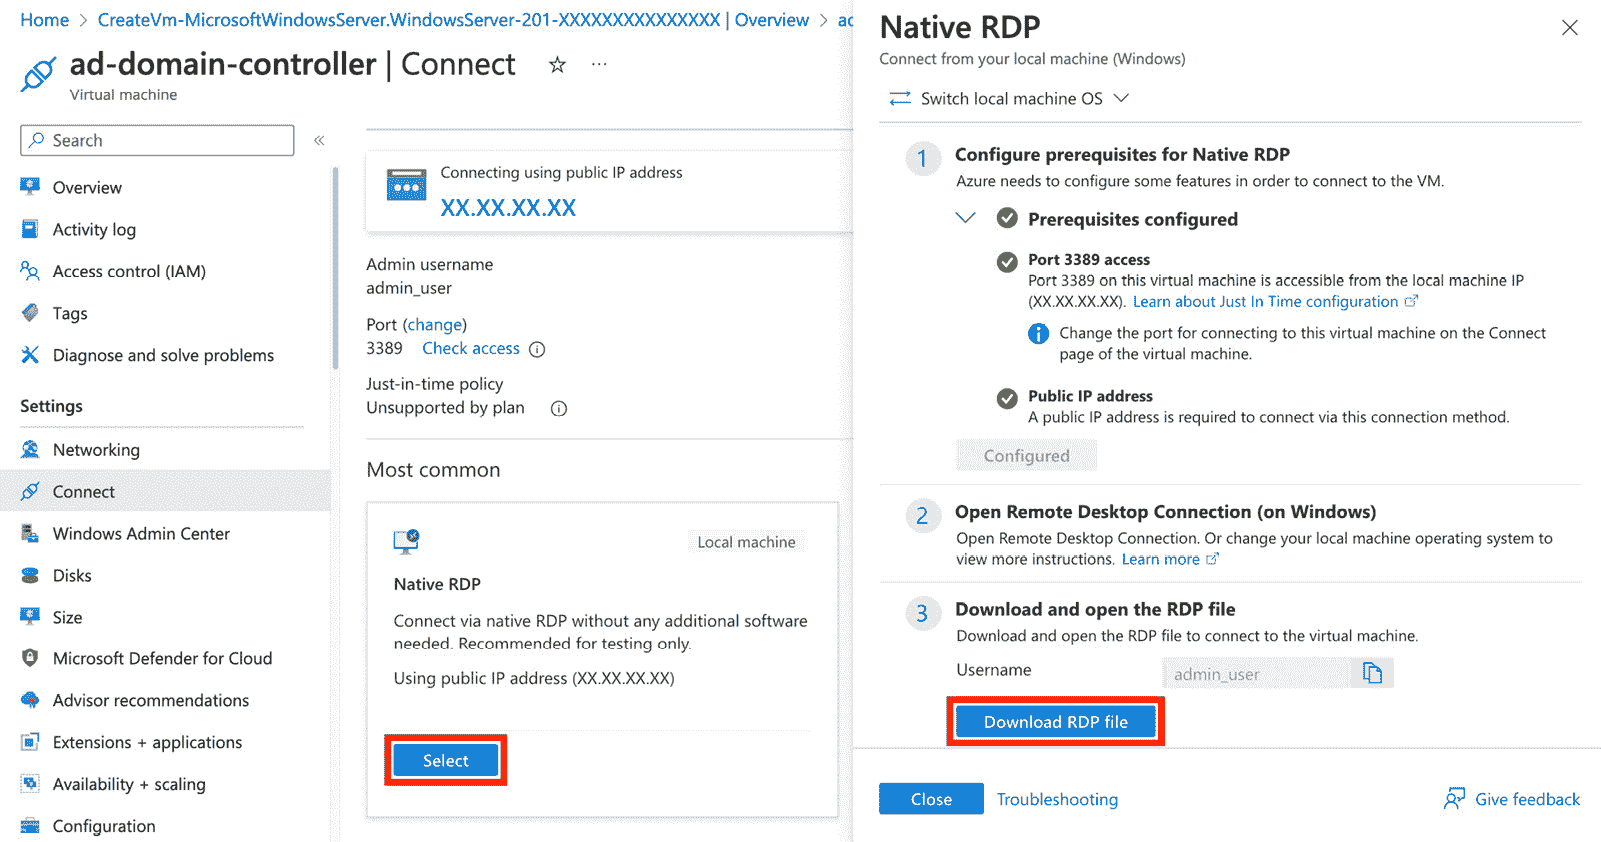 Home > CreateVm-MicrosoftWindowsServer.WindowsServer-201-XXXXXXXXXXXXXXX | Overview >
ad-domain-controller | Connect
Virtual machine
Search
Overview
Activity log
Access control (IAM)
Tags
Diagnose and solve problems
Settings
Networking
Connect
Windows Admin Center
Disks
Size
Microsoft Defender for Cloud
Advisor recommendations
Extensions + applications
Availability + scaling
Configuration
Connecting using public IP address
XX.XX.XX.XX
Admin username
admin_user
Port (change)
3389 Check access
Just-in-time policy
Unsupported by plan
Most common
Local machine
Native RDP
Connect via native RDP without any additional software
needed. Recommended for testing only.
Using public IP address (XX.XX.XX.XX)
Select
Native RDP
Connect from your local machine (Windows)
Switch local machine OS
1 Configure prerequisites for Native RDP
Azure needs to configure some features in order to connect to the VM.
Prerequisites configured
Port 3389 access
Port 3389 on this virtual machine is accessible from the local machine IP
(XX.XX.XX.XX). Learn about Just In Time configuration
Change the port for connecting to this virtual machine on the Connect
page of the virtual machine.
Public IP address
A public IP address is required to connect via this connection method.
Configured
2 Open Remote Desktop Connection (on Windows)
Open Remote Desktop Connection. Or change your local machine operating system to
view more instructions. Learn more
3 Download and open the RDP file
Download and open the RDP file to connect to the virtual machine.
Username admin_user
Download RDP file
Close Troubleshooting Give feedback